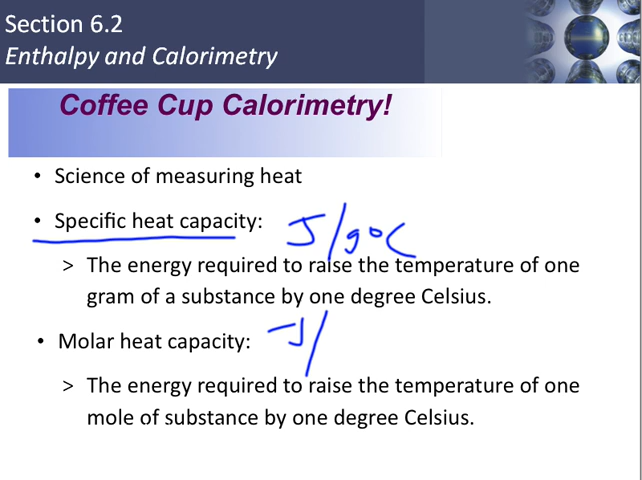 Section 6.2
Enthalpy and Calorimetry
Coffee Cup Calorimetry!
• Science of measuring heat
• Specific heat capacity: J/g°C
> The energy required to raise the temperature of one
gram of a substance by one degree Celsius.
• Molar heat capacity: J/
> The energy required to raise the temperature of one
mole of substance by one degree Celsius.